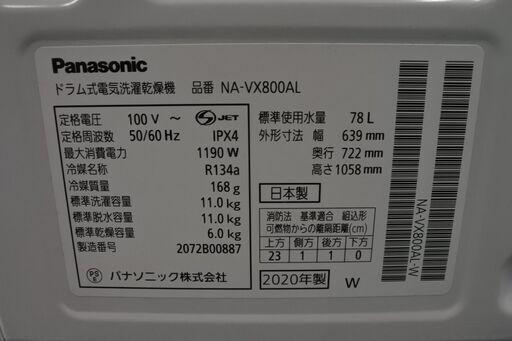 Panasonic
ドラム式電気洗濯乾燥機 品番 NA-VX800AL
定格電圧 100 V ～
定格周波数 50/60 Hz
S JET
IPX4
最大消費電力 1190 W
冷媒名称 R134a
冷媒質量 168 g
標準洗濯容量 11.0 kg
標準脱水容量 11.0 kg
標準乾燥容量 6.0 kg
製造番号 2072B00887
PS E パナソニック株式会社
標準使用水量 78 L
外形寸法 幅 639 mm
奥行 722 mm
高さ 1058 mm
日本製
消防法 基準適合 組込形
可燃物からの離隔距離(cm)
上方 側方 後方 下方
23 1 1 0
2020年製 W
NA-VX800AL-W